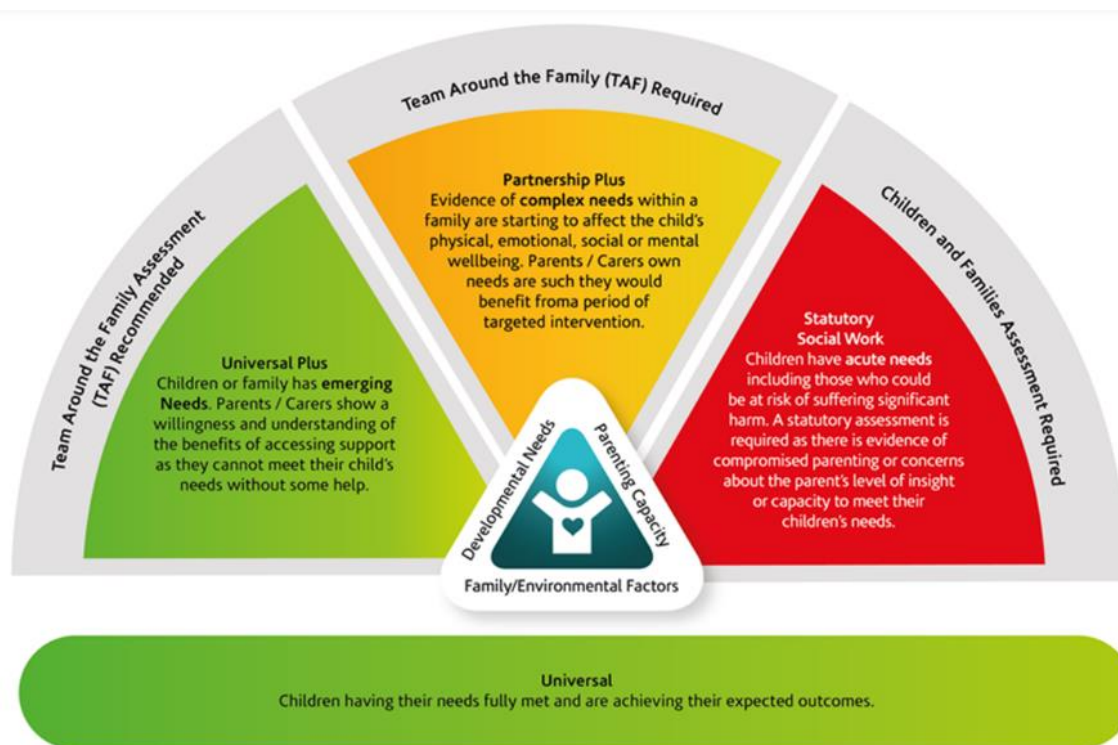 Team Around the Family Assessment
(TAF) Recommended
Team Around the Family (TAF) Required
Children and Families Assessment Required
Universal Plus
Children or family has emerging
Needs. Parents / Carers show a
willingness and understanding of
the benefits of accessing support
as they cannot meet their child's
needs without some help.
Partnership Plus
Evidence of complex needs within a
family are starting to affect the child's
physical, emotional, social or mental
wellbeing. Parents / Carers own
needs are such they would
benefit froma period of
targeted intervention.
Statutory
Social Work
Children have acute needs
including those who could
be at risk of suffering significant
harm. A statutory assessment is
required as there is evidence of
compromised parenting or concerns
about the parent's level of insight
or capacity to meet their
children's needs.
Developmental Needs
Parenting Capacity
Family/Environmental Factors
Universal
Children having their needs fully met and are achieving their expected outcomes.